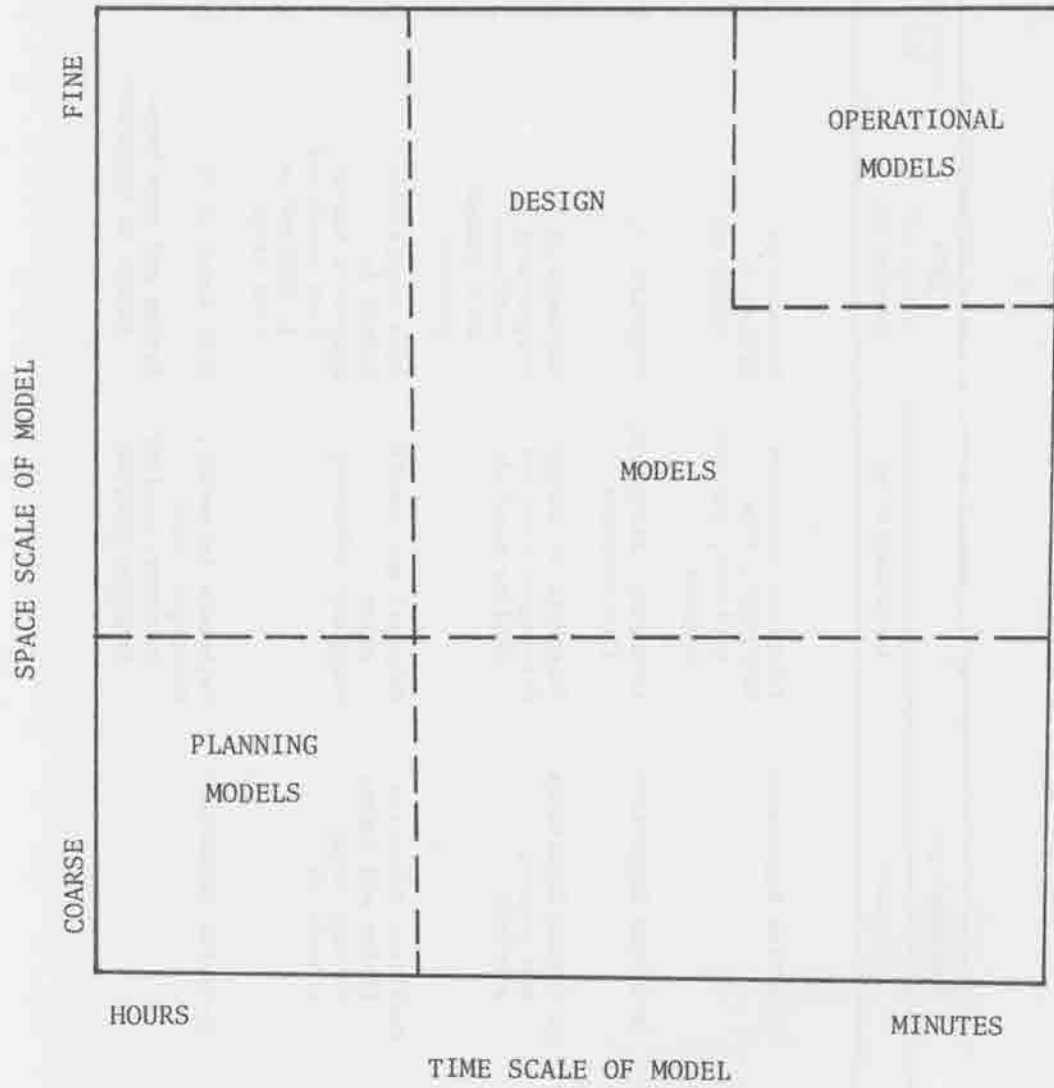 FINE
OPERATIONAL
MODELS
DESIGN
SPACE SCALE OF MODEL
MODELS
PLANNING
MODELS
COARSE
HOURS
MINUTES
TIME SCALE OF MODEL